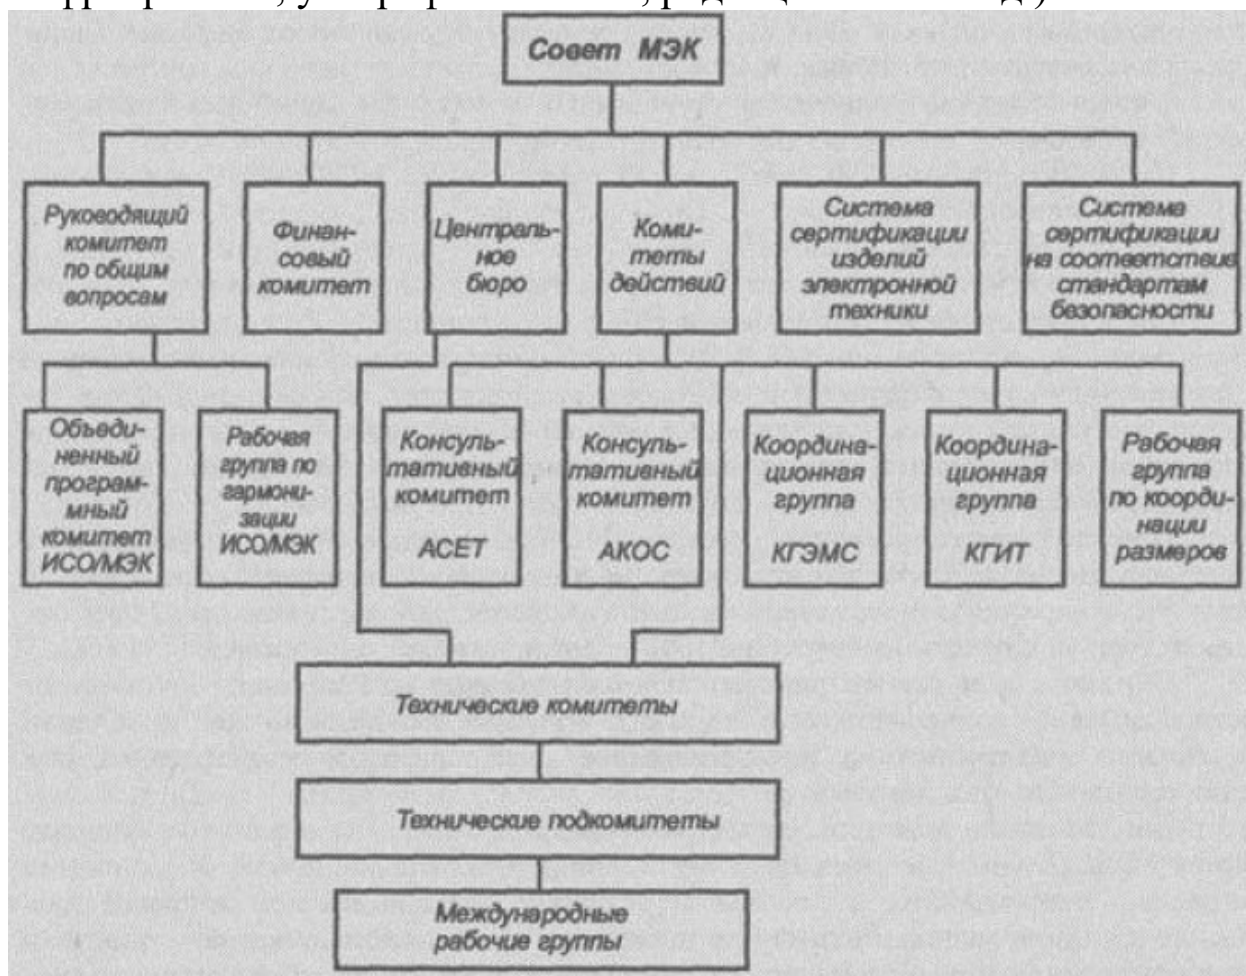 Совет МЭК
Руководящий
комитет
по общим
вопросам
Финан-
совый
комитет
Централь-
ное
бюро
Коми-
теты
действий
Система
сертификации
изделий
электронной
техники
Система
сертификации
на соответствие
стандартам
безопасности
Объеди-
ненный
програм-
мный
комитет
ИСО/МЭК
Рабочая
группа по
гармони-
зации
ИСО/МЭК
Консуль-
тативный
комитет
АСЕТ
Консуль-
тативный
комитет
АКОС
Координа-
ционная
группа
КГЭМС
Координа-
ционная
группа
КГИТ
Рабочая
группа
по коорди-
нации
размеров
Технические комитеты
Технические подкомитеты
Международные
рабочие группы